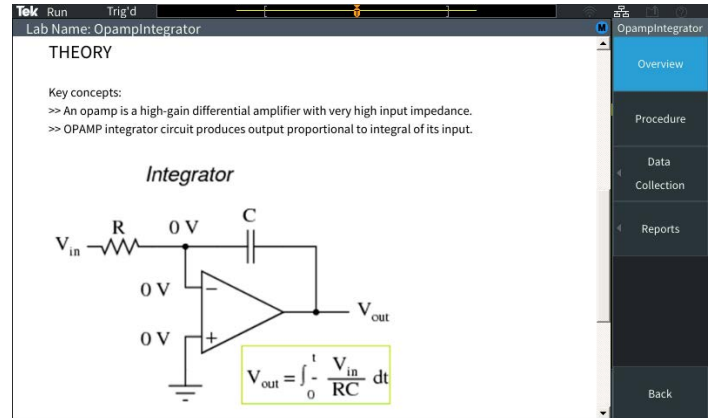 Tek Run Trig'd
Lab Name: OpampIntegrator
M
OpampIntegrator
THEORY
Key concepts:
>> An opamp is a high-gain differential amplifier with very high input impedance.
>> OPAMP integrator circuit produces output proportional to integral of its input.
Integrator
R
0 V
C
Vin
0 V
−
Vout
0 V
+
Vout = ∫0t - Vin/RC dt
Overview
Procedure
Data
Collection
Reports
Back